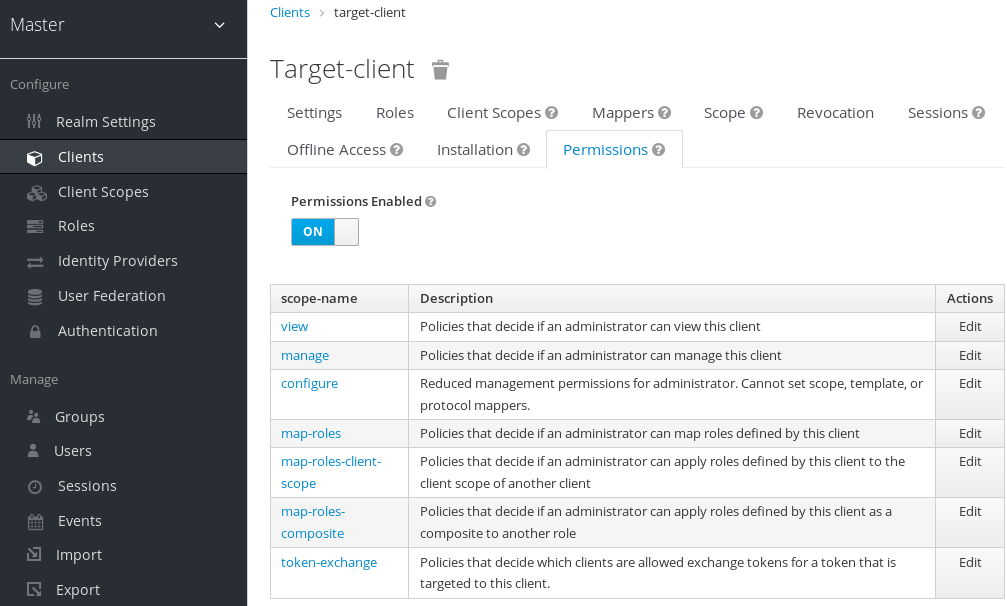 Master
Configure
Realm Settings
Clients
Client Scopes
Roles
Identity Providers
User Federation
Authentication
Manage
Groups
Users
Sessions
Events
Import
Export
Clients > target-client
Target-client
Settings Roles Client Scopes Mappers Scope Revocation Sessions
Offline Access Installation Permissions
Permissions Enabled
ON
scope-name Description Actions
view Policies that decide if an administrator can view this client Edit
manage Policies that decide if an administrator can manage this client Edit
configure Reduced management permissions for administrator. Cannot set scope, template, or Edit
protocol mappers.
map-roles Policies that decide if an administrator can map roles defined by this client Edit
map-roles-client- Policies that decide if an administrator can apply roles defined by this client to the Edit
scope client scope of another client
map-roles- Policies that decide if an administrator can apply roles defined by this client as a Edit
composite composite to another role
token-exchange Policies that decide which clients are allowed exchange tokens for a token that is Edit
targeted to this client.